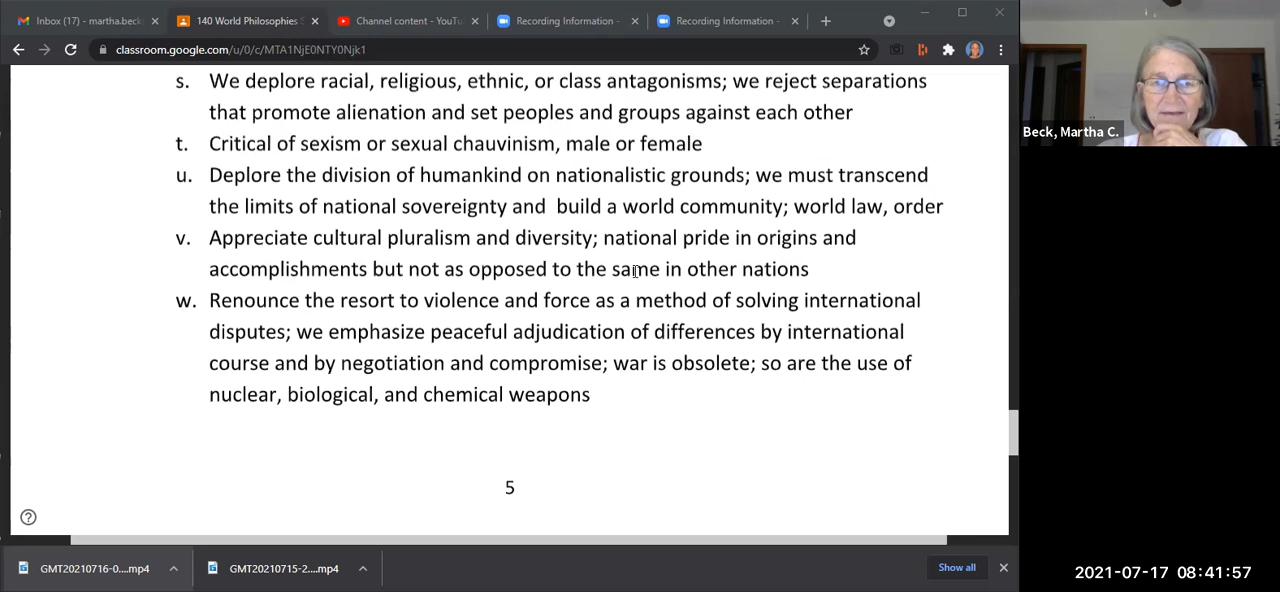 Inbox (17) - martha.beck
140 World Philosophies S
Channel content - YouTu
Recording Information -
Recording Information -
classroom.google.com/u/0/c/MTA1NjE0NTY0Njk1
s. We deplore racial, religious, ethnic, or class antagonisms; we reject separations
that promote alienation and set peoples and groups against each other
t. Critical of sexism or sexual chauvinism, male or female
u. Deplore the division of humankind on nationalistic grounds; we must transcend
the limits of national sovereignty and build a world community; world law, order
v. Appreciate cultural pluralism and diversity; national pride in origins and
accomplishments but not as opposed to the same in other nations
w. Renounce the resort to violence and force as a method of solving international
disputes; we emphasize peaceful adjudication of differences by international
course and by negotiation and compromise; war is obsolete; so are the use of
nuclear, biological, and chemical weapons
5
Beck, Martha C.
GMT20210716-0....mp4
GMT20210715-2....mp4
Show all
2021-07-17 08:41:57